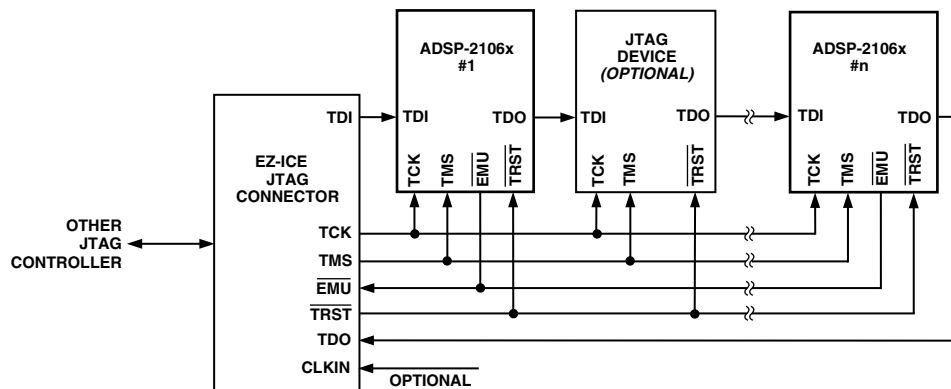 ADSP-2106x
#1
TDI
TDO
TCK
TMS
EMU
TRST
JTAG
DEVICE
(OPTIONAL)
TDI
TDO
TCK
TMS
TRST
ADSP-2106x
#n
TDI
TDO
TCK
TMS
EMU
TRST
TDI
EZ-ICE
JTAG
CONNECTOR
TCK
TMS
EMU
TRST
TDO
CLKIN
OPTIONAL
OTHER
JTAG
CONTROLLER